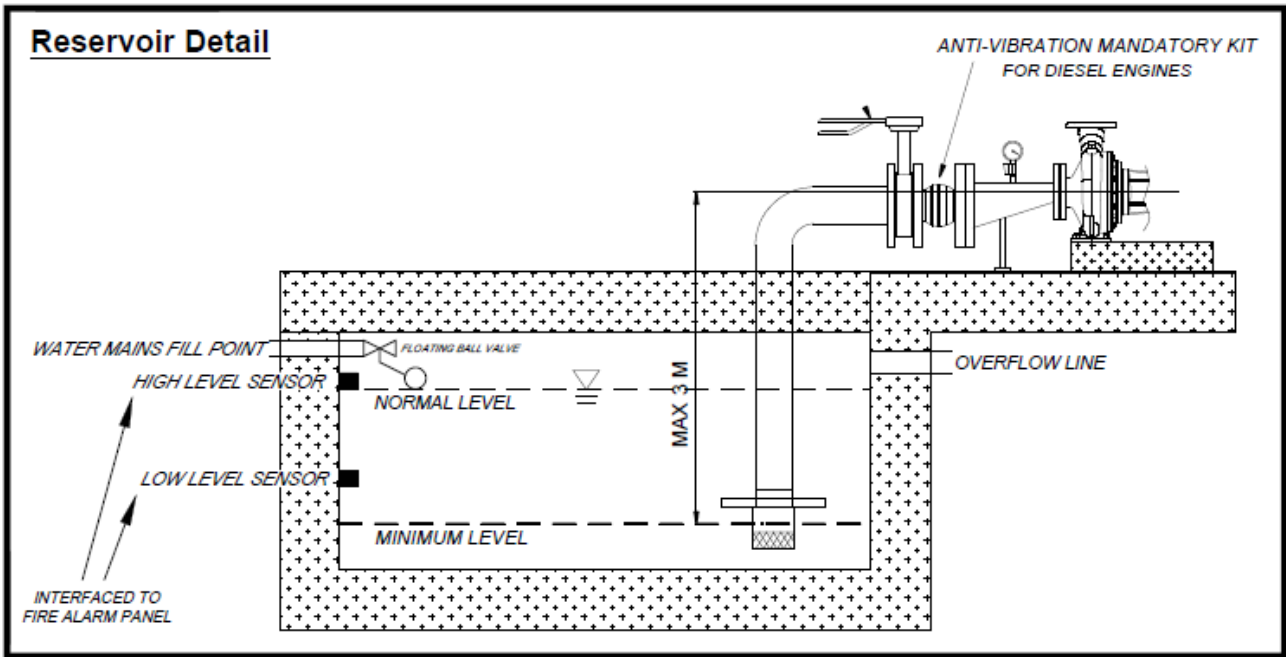 Reservoir Detail
ANTI-VIBRATION MANDATORY KIT
FOR DIESEL ENGINES
WATER MAINS FILL POINT
FLOATING BALL VALVE
OVERFLOW LINE
HIGH LEVEL SENSOR
NORMAL LEVEL
MAX 3 M
LOW LEVEL SENSOR
MINIMUM LEVEL
INTERFACED TO
FIRE ALARM PANEL